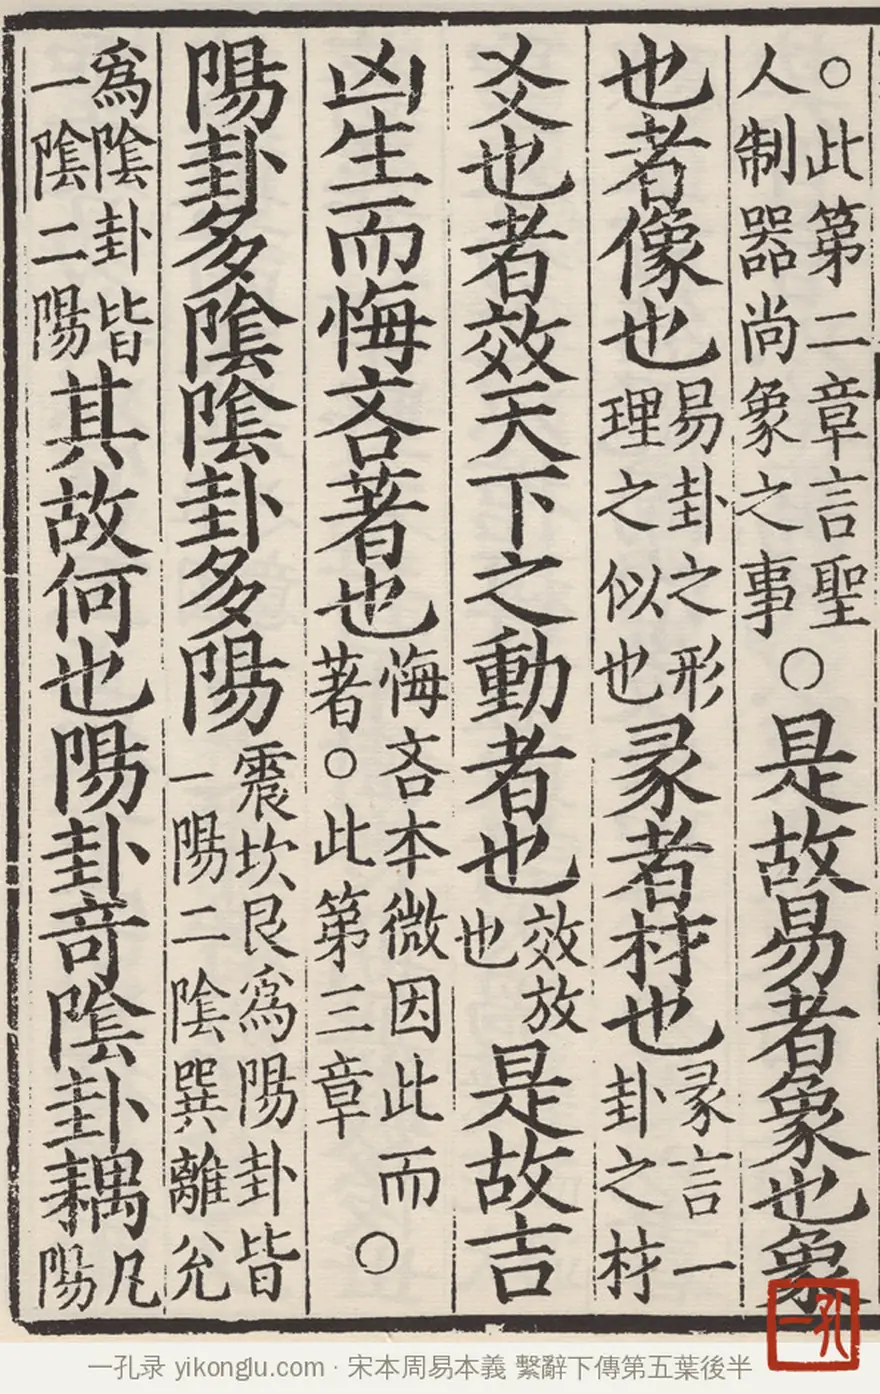 ○此第二章言聖人制器尚象之事○是故易者象也象
也者像也易卦之形理之似也彖者材也彖言一卦之材
爻也者效天下之動者也效放也是故吉
凶生而悔吝著也悔吝本微因此而著○此第三章○
陽卦多陰陰卦多陽震坎艮爲陽卦皆一陽二陰巽離兌
爲陰卦皆一陰二陽其故何也陽卦奇陰卦耦凡陽
一孔
一孔录 yikonglu.com · 宋本周易本義 繫辭下傳第五葉後半